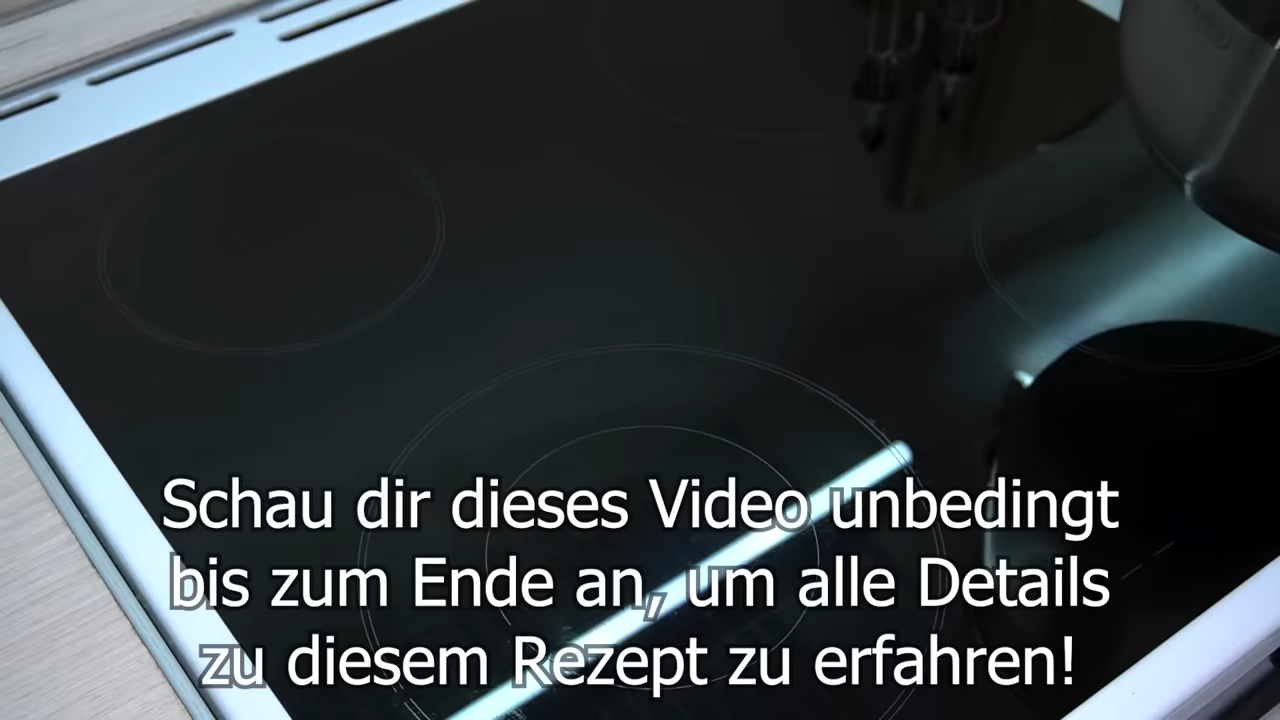 Schau dir dieses Video unbedingt
bis zum Ende an, um alle Details
zu diesem Rezept zu erfahren!